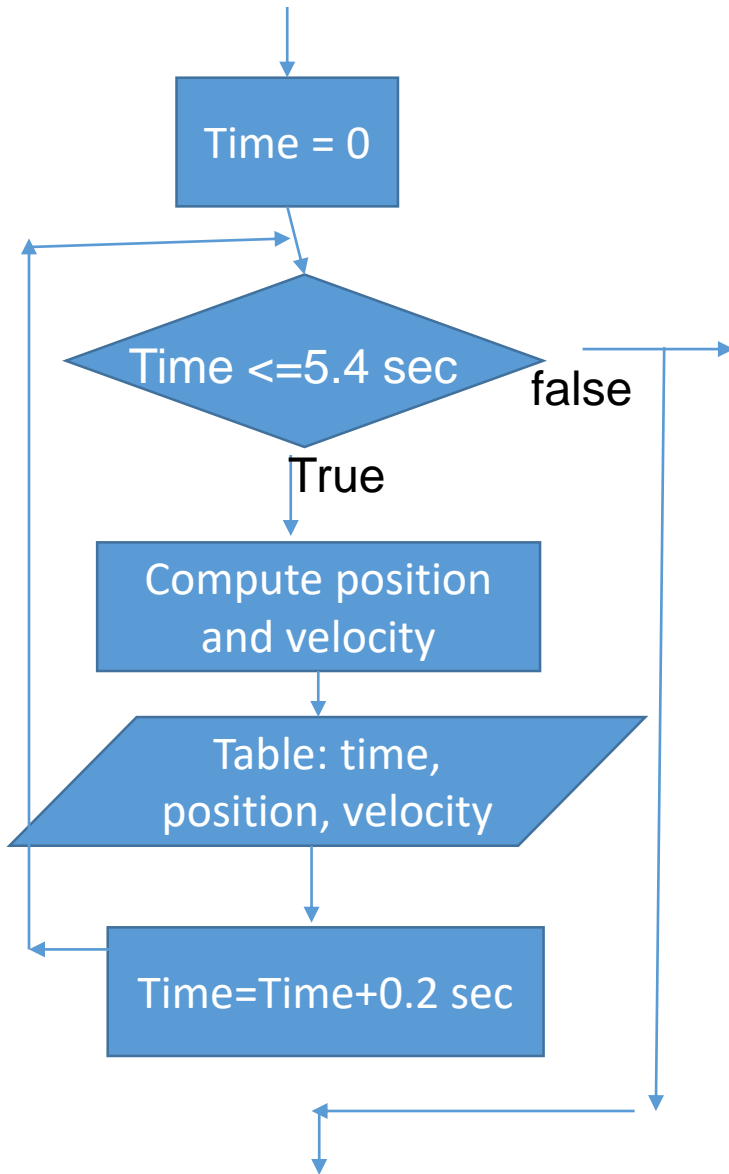 Time = 0
Time <=5.4 sec
false
True
Compute position
and velocity
Table: time,
position, velocity
Time=Time+0.2 sec